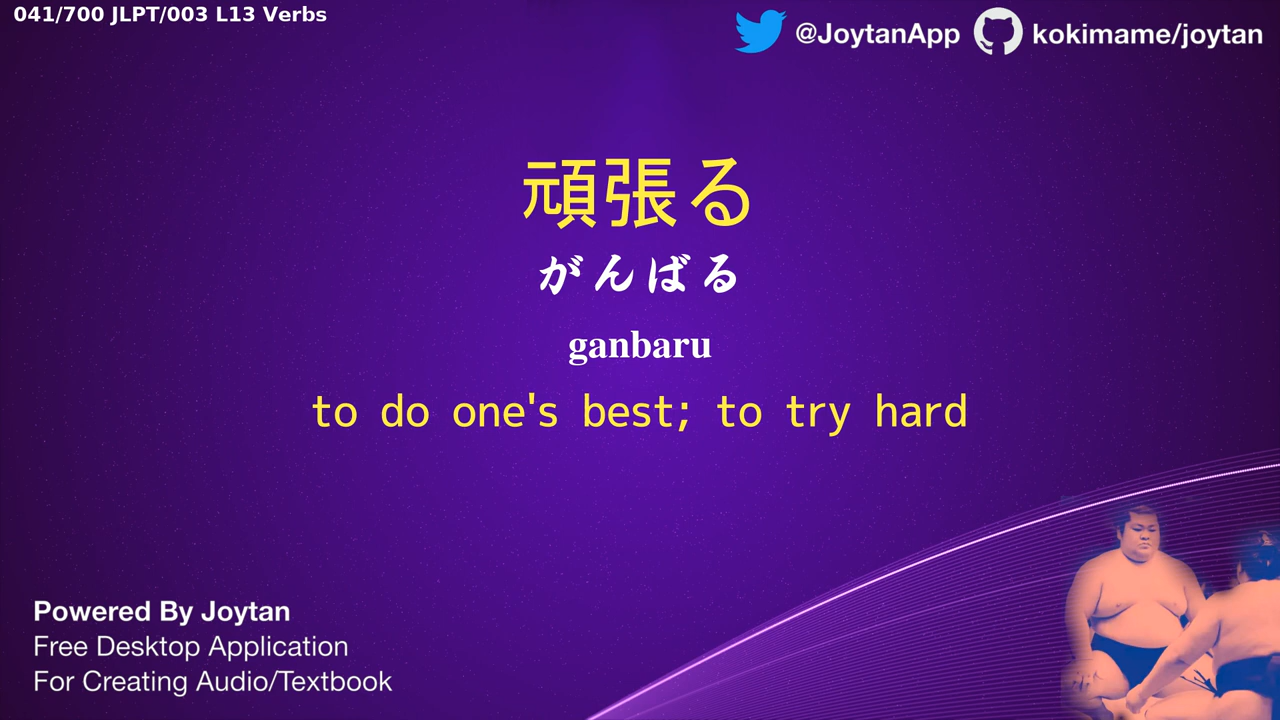 041/700 JLPT/003 L13 Verbs
@JoytanApp kokimame/joytan
頑張る
がんばる
ganbaru
to do one's best; to try hard
Powered By Joytan
Free Desktop Application
For Creating Audio/Textbook